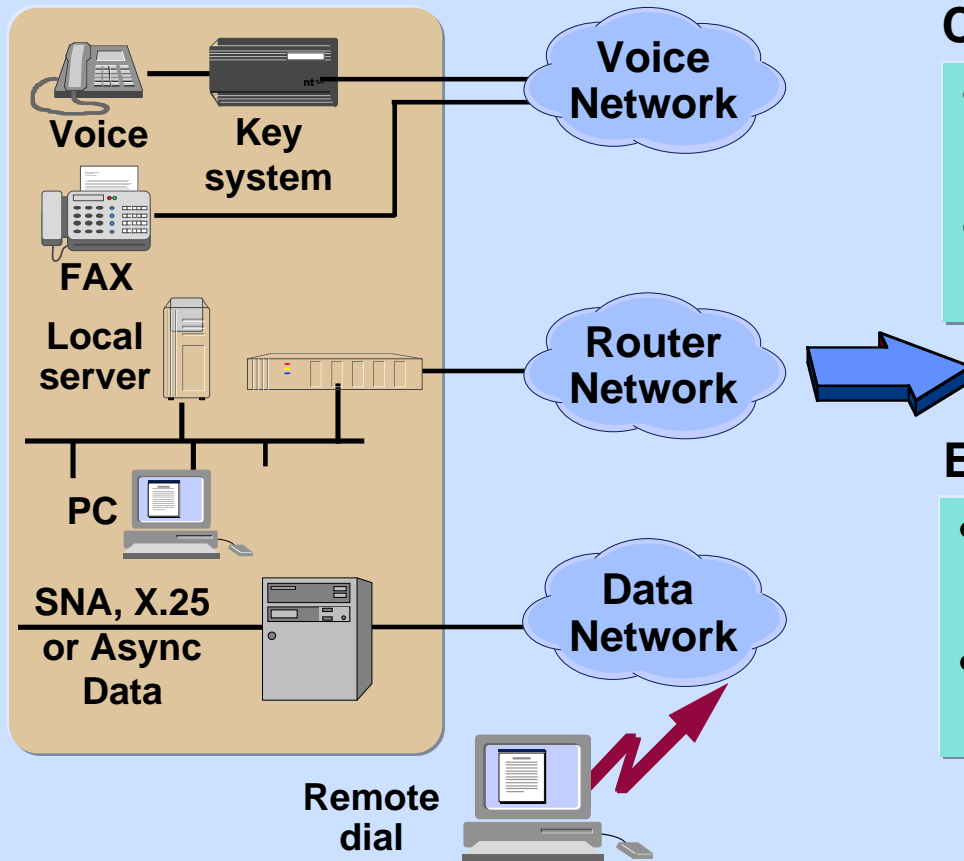 Voice
Key
system
Voice
Network
nt
FAX
Local
server
Router
Network
PC
SNA, X.25
or Async
Data
Data
Network
Remote
dial